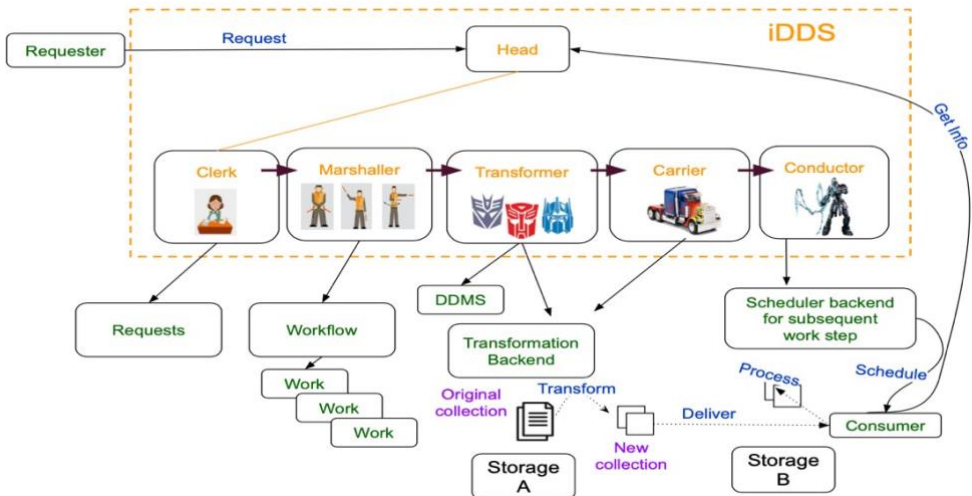 iDDS
Requester
Request
Head
Get Info
Clerk
Marshaller
Transformer
Carrier
Conductor
Requests
Workflow
Work
Work
Work
DDMS
Transformation
Backend
Scheduler backend
for subsequent
work step
Schedule
Process
Original
collection
Transform
Deliver
Consumer
New
collection
Storage
A
Storage
B